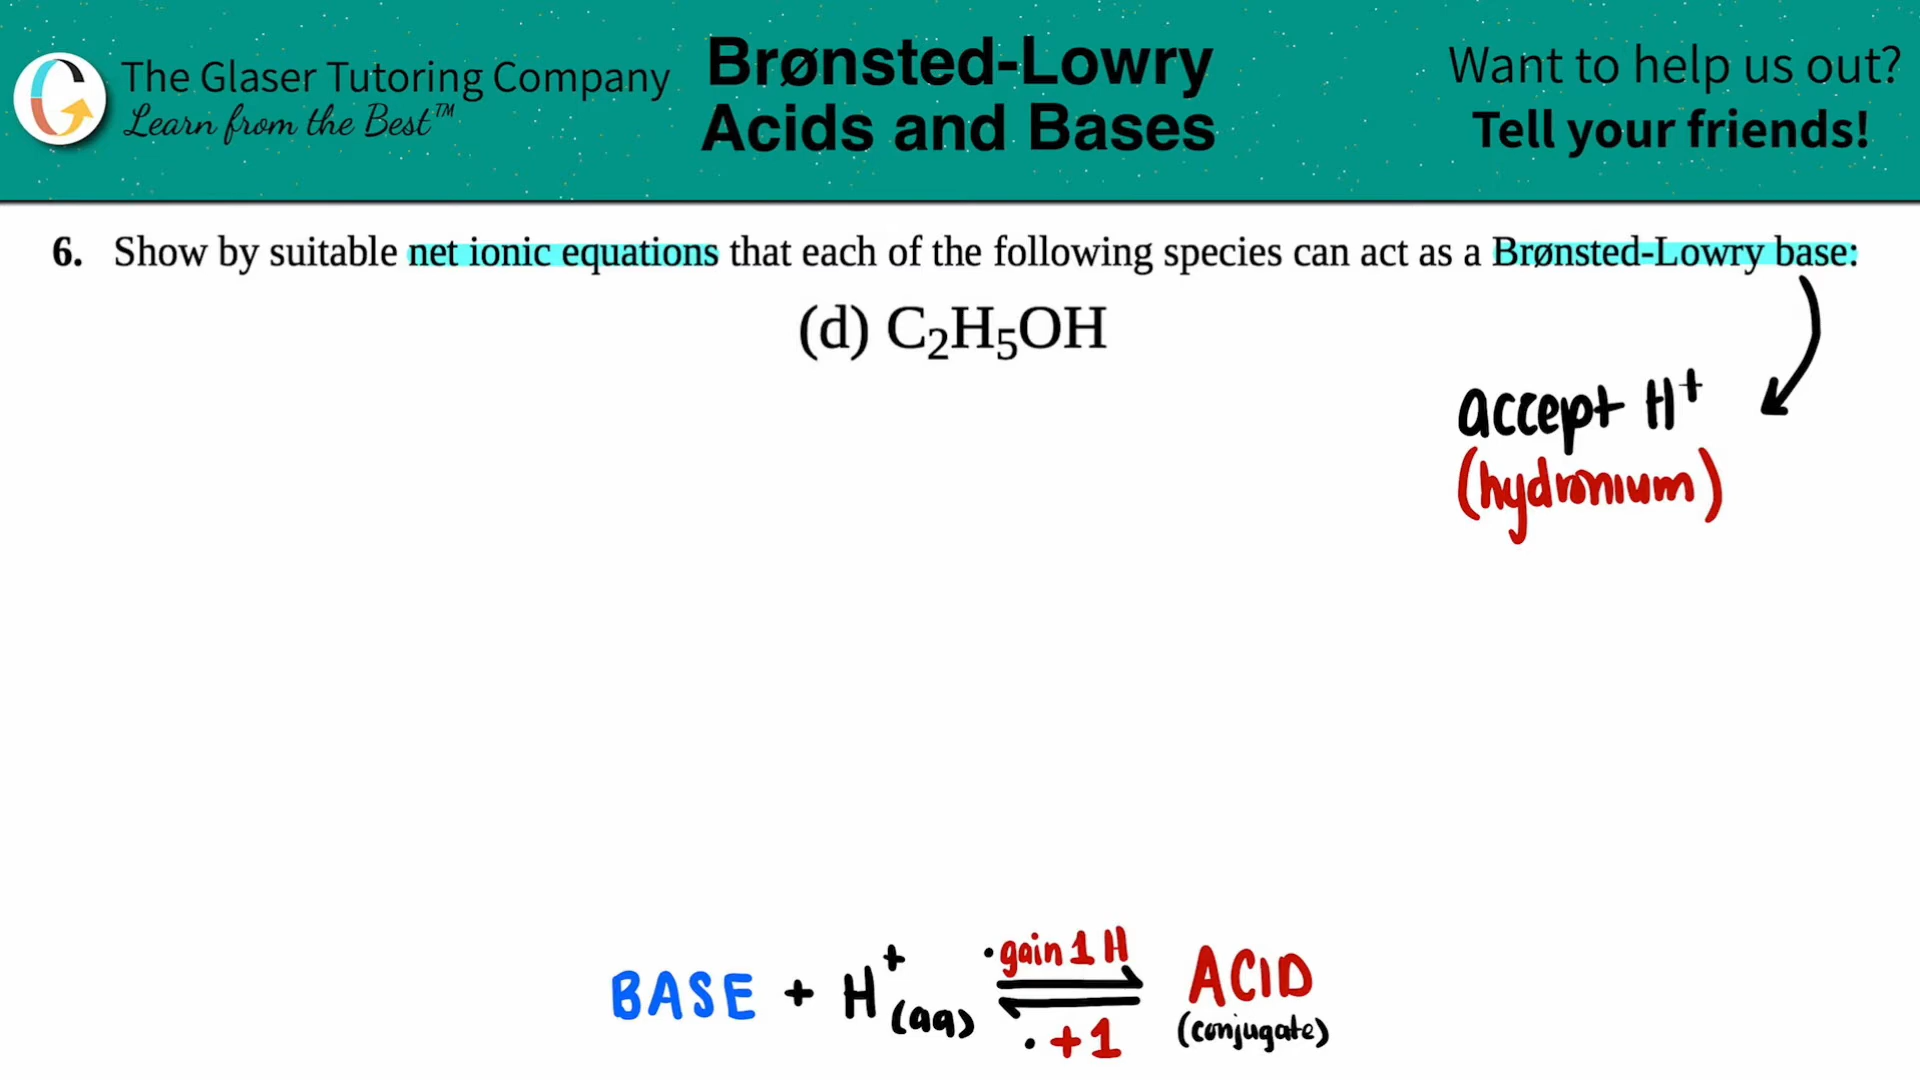 The Glaser Tutoring Company
Learn from the Best™
Brønsted-Lowry
Acids and Bases
Want to help us out?
Tell your friends!
6. Show by suitable net ionic equations that each of the following species can act as a Brønsted-Lowry base:
(d) C₂H₅OH
accept H⁺
(hydronium)
BASE + H⁺(aq) ⇌ ACID
• gain 1 H
• +1
(conjugate)